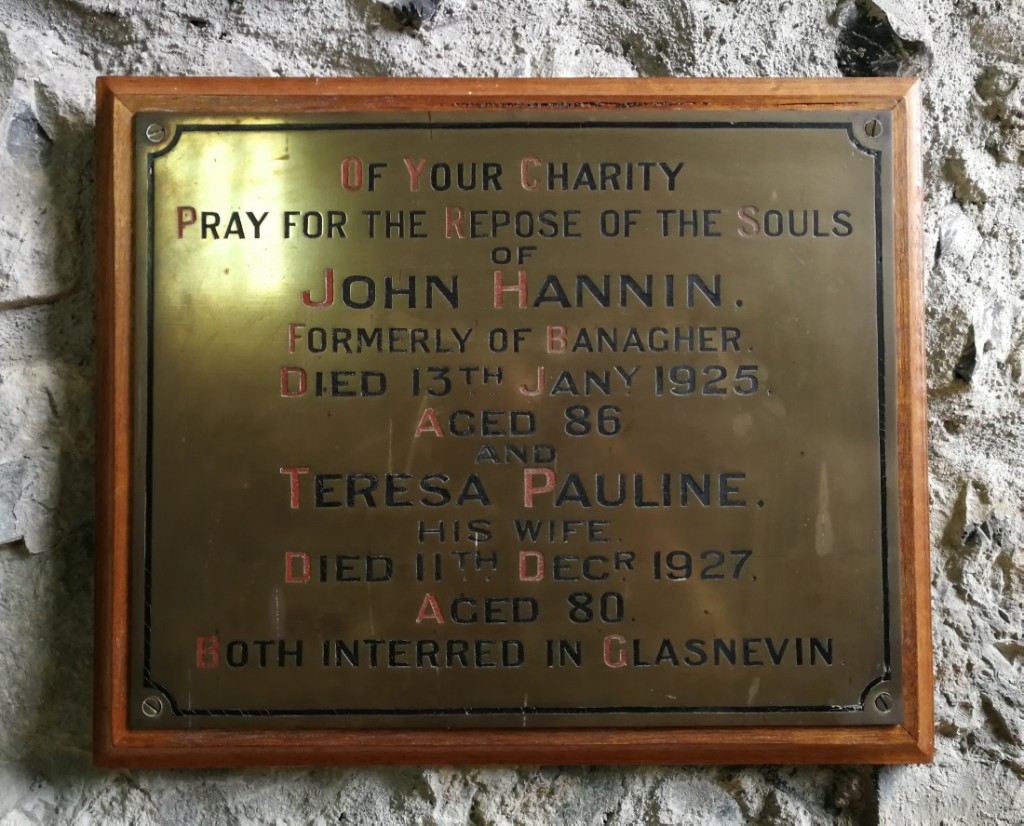 OF YOUR CHARITY
PRAY FOR THE REPOSE OF THE SOULS
OF
JOHN HANNIN.
FORMERLY OF BANAGHER.
DIED 13TH JANY 1925.
AGED 86
AND
TERESA PAULINE.
HIS WIFE.
DIED 11TH DECR 1927.
AGED 80.
BOTH INTERRED IN GLASNEVIN.